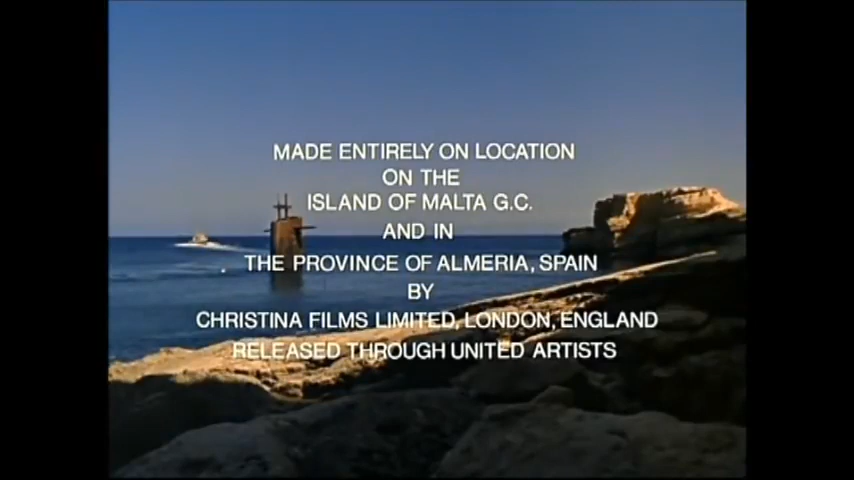 MADE ENTIRELY ON LOCATION
ON THE
ISLAND OF MALTA G.C.
AND IN
THE PROVINCE OF ALMERIA, SPAIN
BY
CHRISTINA FILMS LIMITED, LONDON, ENGLAND
RELEASED THROUGH UNITED ARTISTS